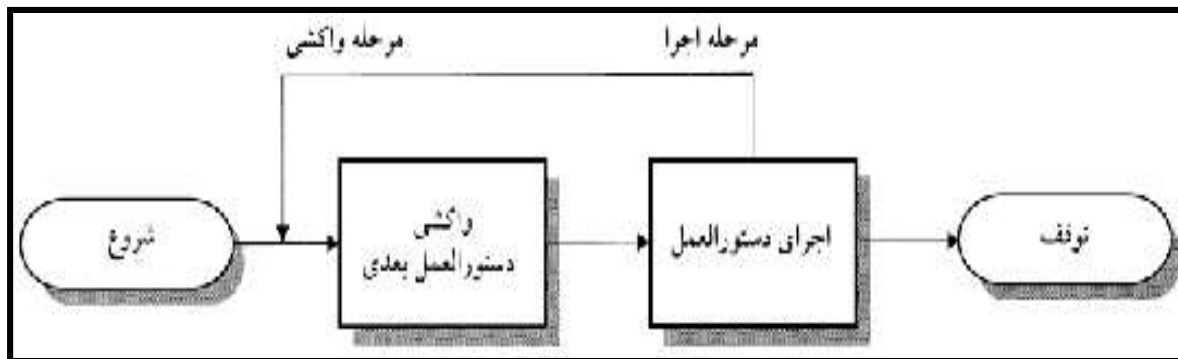 مرحله اجرا
مرحله واکشی
شروع
واکشی
دستورالعمل بعدی
اجرای دستورالعمل
توقف